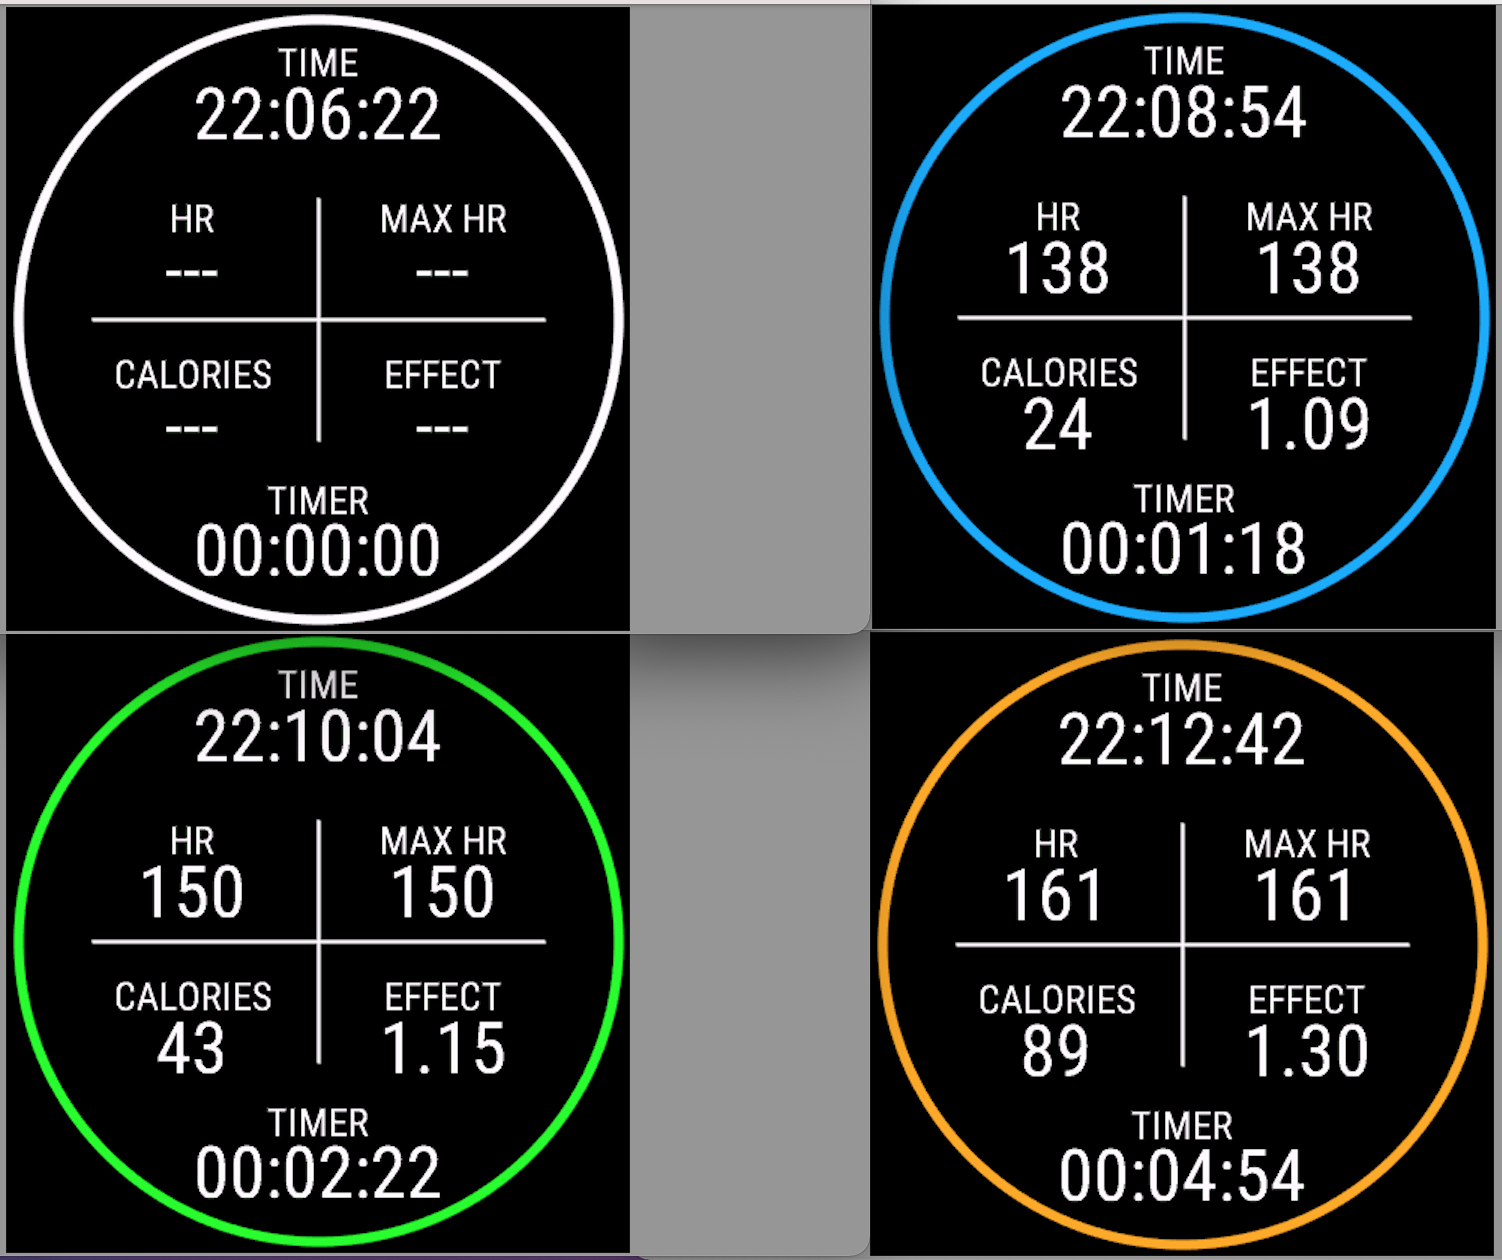 TIME
22:06:22
HR MAX HR
--- ---
CALORIES EFFECT
--- ---
TIMER
00:00:00
TIME
22:08:54
HR MAX HR
138 138
CALORIES EFFECT
24 1.09
TIMER
00:01:18
TIME
22:10:04
HR MAX HR
150 150
CALORIES EFFECT
43 1.15
TIMER
00:02:22
TIME
22:12:42
HR MAX HR
161 161
CALORIES EFFECT
89 1.30
TIMER
00:04:54